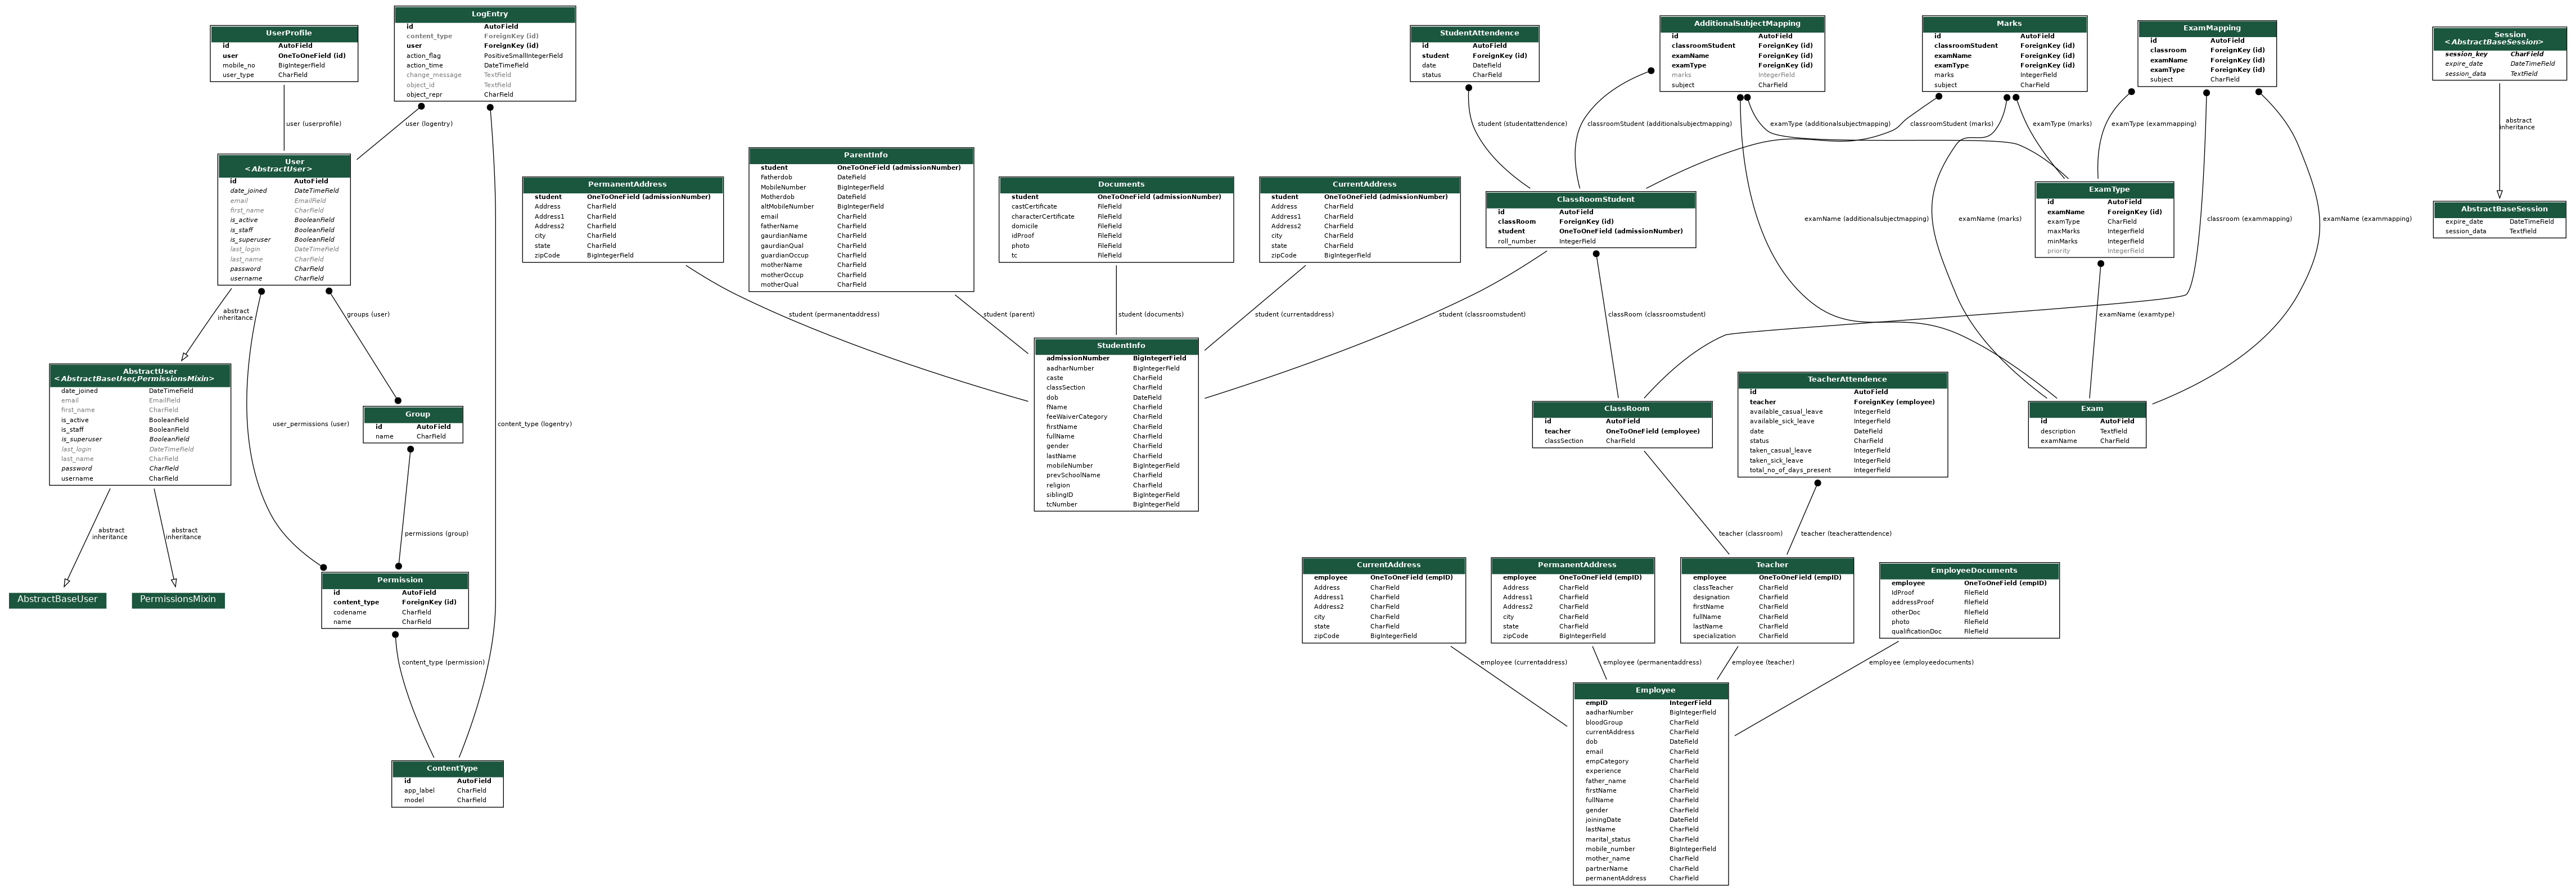 UserProfile
id AutoField
user OneToOneField (id)
mobile_no BigIntegerField
user_type CharField
LogEntry
id AutoField
content_type ForeignKey (id)
user ForeignKey (id)
action_flag PositiveSmallIntegerField
action_time DateTimeField
change_message TextField
object_id TextField
object_repr CharField
StudentAttendence
id AutoField
student ForeignKey (id)
date DateField
status CharField
AdditionalSubjectMapping
id AutoField
classroomStudent ForeignKey (id)
examName ForeignKey (id)
examType ForeignKey (id)
marks IntegerField
subject CharField
Marks
id AutoField
classroomStudent ForeignKey (id)
examName ForeignKey (id)
examType ForeignKey (id)
marks IntegerField
subject CharField
ExamMapping
id AutoField
classroom ForeignKey (id)
examName ForeignKey (id)
examType ForeignKey (id)
subject CharField
Session
<AbstractBaseSession>
session_key CharField
expire_date DateTimeField
session_data TextField
user (userprofile)
user (logentry)
student (studentattendence)
classroomStudent (additionalsubjectmapping)
examType (additionalsubjectmapping)
classroomStudent (marks)
examType (marks)
examType (exammapping)
abstract
inheritance
User
<AbstractUser>
id AutoField
date_joined DateTimeField
email EmailField
first_name CharField
is_active BooleanField
is_staff BooleanField
is_superuser BooleanField
last_login DateTimeField
last_name CharField
password CharField
username CharField
PermanentAddress
student OneToOneField (admissionNumber)
Address CharField
Address1 CharField
Address2 CharField
city CharField
state CharField
zipCode BigIntegerField
ParentInfo
student OneToOneField (admissionNumber)
Fatherdob DateField
MobileNumber BigIntegerField
Motherdob DateField
altMobileNumber BigIntegerField
email CharField
fatherName CharField
gaurdianName CharField
gaurdianQual CharField
guardianOccup CharField
motherName CharField
motherOccup CharField
motherQual CharField
Documents
student OneToOneField (admissionNumber)
castCertificate FileField
characterCertificate FileField
domicile FileField
idProof FileField
photo FileField
tc FileField
CurrentAddress
student OneToOneField (admissionNumber)
Address CharField
Address1 CharField
Address2 CharField
city CharField
state CharField
zipCode BigIntegerField
ClassRoomStudent
id AutoField
classRoom ForeignKey (id)
student OneToOneField (admissionNumber)
roll_number IntegerField
examName (additionalsubjectmapping)
examName (marks)
ExamType
id AutoField
examName ForeignKey (id)
examType CharField
maxMarks IntegerField
minMarks IntegerField
priority IntegerField
classroom (exammapping)
examName (exammapping)
AbstractBaseSession
expire_date DateTimeField
session_data TextField
abstract
inheritance
groups (user)
student (permanentaddress)
student (parent)
student (documents)
student (currentaddress)
student (classroomstudent)
classRoom (classroomstudent)
examName (examtype)
AbstractUser
<AbstractBaseUser,PermissionsMixin>
date_joined DateTimeField
email EmailField
first_name CharField
is_active BooleanField
is_staff BooleanField
is_superuser BooleanField
last_login DateTimeField
last_name CharField
password CharField
username CharField
user_permissions (user)
Group
id AutoField
name CharField
content_type (logentry)
StudentInfo
admissionNumber BigIntegerField
aadharNumber BigIntegerField
caste CharField
classSection CharField
dob DateField
fName CharField
feeWaiverCategory CharField
firstName CharField
fullName CharField
gender CharField
lastName CharField
mobileNumber BigIntegerField
prevSchoolName CharField
religion CharField
siblingID BigIntegerField
tcNumber BigIntegerField
ClassRoom
id AutoField
teacher OneToOneField (employee)
classSection CharField
TeacherAttendence
id AutoField
teacher ForeignKey (employee)
available_casual_leave IntegerField
available_sick_leave IntegerField
date DateField
status CharField
taken_casual_leave IntegerField
taken_sick_leave IntegerField
total_no_of_days_present IntegerField
Exam
id AutoField
description TextField
examName CharField
abstract
inheritance
abstract
inheritance
permissions (group)
teacher (classroom)
teacher (teacherattendence)
AbstractBaseUser
PermissionsMixin
Permission
id AutoField
content_type ForeignKey (id)
codename CharField
name CharField
CurrentAddress
employee OneToOneField (empID)
Address CharField
Address1 CharField
Address2 CharField
city CharField
state CharField
zipCode BigIntegerField
PermanentAddress
employee OneToOneField (empID)
Address CharField
Address1 CharField
Address2 CharField
city CharField
state CharField
zipCode BigIntegerField
Teacher
employee OneToOneField (empID)
classTeacher CharField
designation CharField
firstName CharField
fullName CharField
lastName CharField
specialization CharField
EmployeeDocuments
employee OneToOneField (empID)
IdProof FileField
addressProof FileField
otherDoc FileField
photo FileField
qualificationDoc FileField
content_type (permission)
employee (currentaddress)
employee (permanentaddress)
employee (teacher)
employee (employeedocuments)
ContentType
id AutoField
app_label CharField
model CharField
Employee
empID IntegerField
aadharNumber BigIntegerField
bloodGroup CharField
currentAddress CharField
dob DateField
email CharField
empCategory CharField
experience CharField
father_name CharField
firstName CharField
fullName CharField
gender CharField
joiningDate DateField
lastName CharField
marital_status CharField
mobile_number BigIntegerField
mother_name CharField
partnerName CharField
permanentAddress CharField